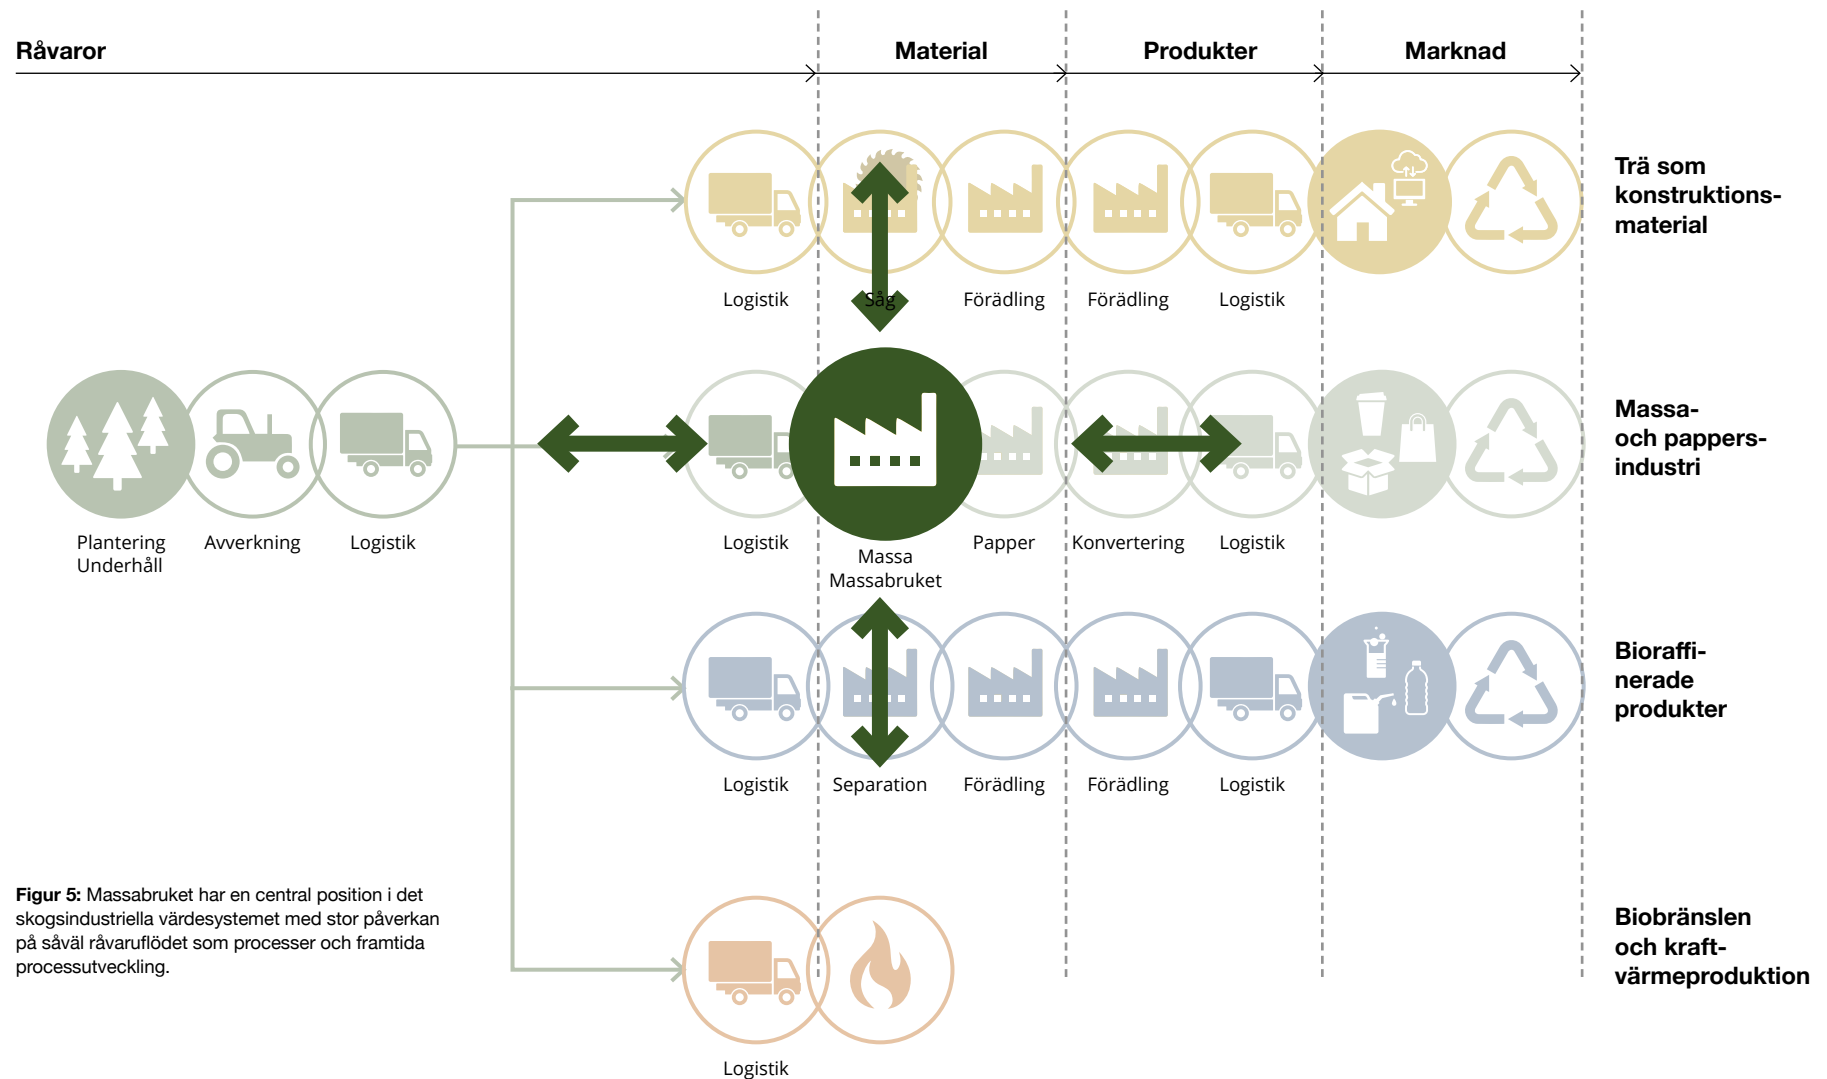 Råvaror
Material
Produkter
Marknad
Trä som
konstruktions-
material
Logistik
Såg
Förädling
Förädling
Logistik
Massa-
och pappers-
industri
Plantering
Underhåll
Avverkning
Logistik
Logistik
Massa
Massabruket
Papper
Konvertering
Logistik
Bioraffi-
nerade
produkter
Logistik
Separation
Förädling
Förädling
Logistik
Figur 5: Massabruket har en central position i det
skogsindustriella värdesystemet med stor påverkan
på såväl råvaruflödet som processer och framtida
processutveckling.
Biobränslen
och kraft-
värmeproduktion
Logistik